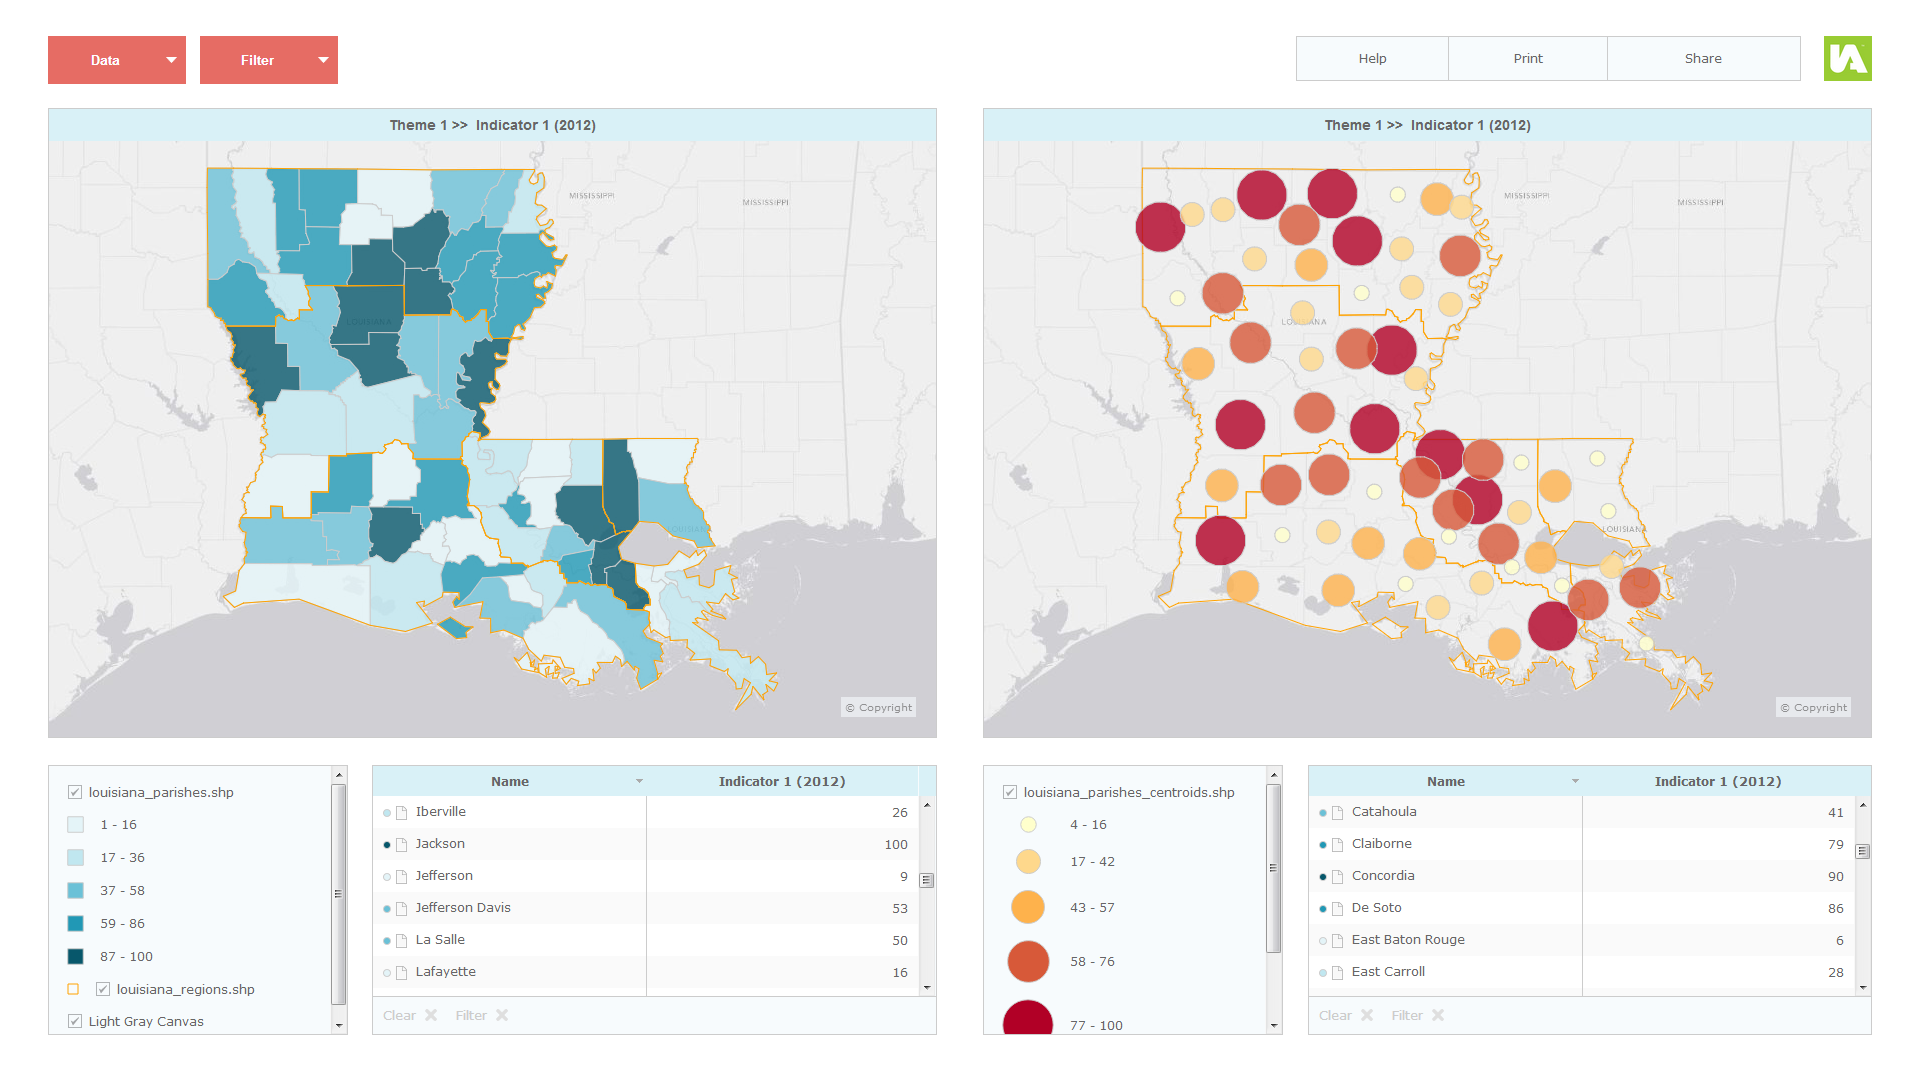 Data
Filter
Help
Print
Share
Theme 1 >> Indicator 1 (2012)
MISSISSIPPI
MISSISSIPPI
LOUISIANA
LOUISIANA
© Copyright
Theme 1 >> Indicator 1 (2012)
MISSISSIPPI
MISSISSIPPI
LOUISIANA
LOUISIANA
© Copyright
louisiana_parishes.shp
1 - 16
17 - 36
37 - 58
59 - 86
87 - 100
louisiana_regions.shp
Light Gray Canvas
Name Indicator 1 (2012)
Iberville 26
Jackson 100
Jefferson 9
Jefferson Davis 53
La Salle 50
Lafayette 16
Clear Filter
louisiana_parishes_centroids.shp
4 - 16
17 - 42
43 - 57
58 - 76
77 - 100
Name Indicator 1 (2012)
Catahoula 41
Claiborne 79
Concordia 90
De Soto 86
East Baton Rouge 6
East Carroll 28
Clear Filter